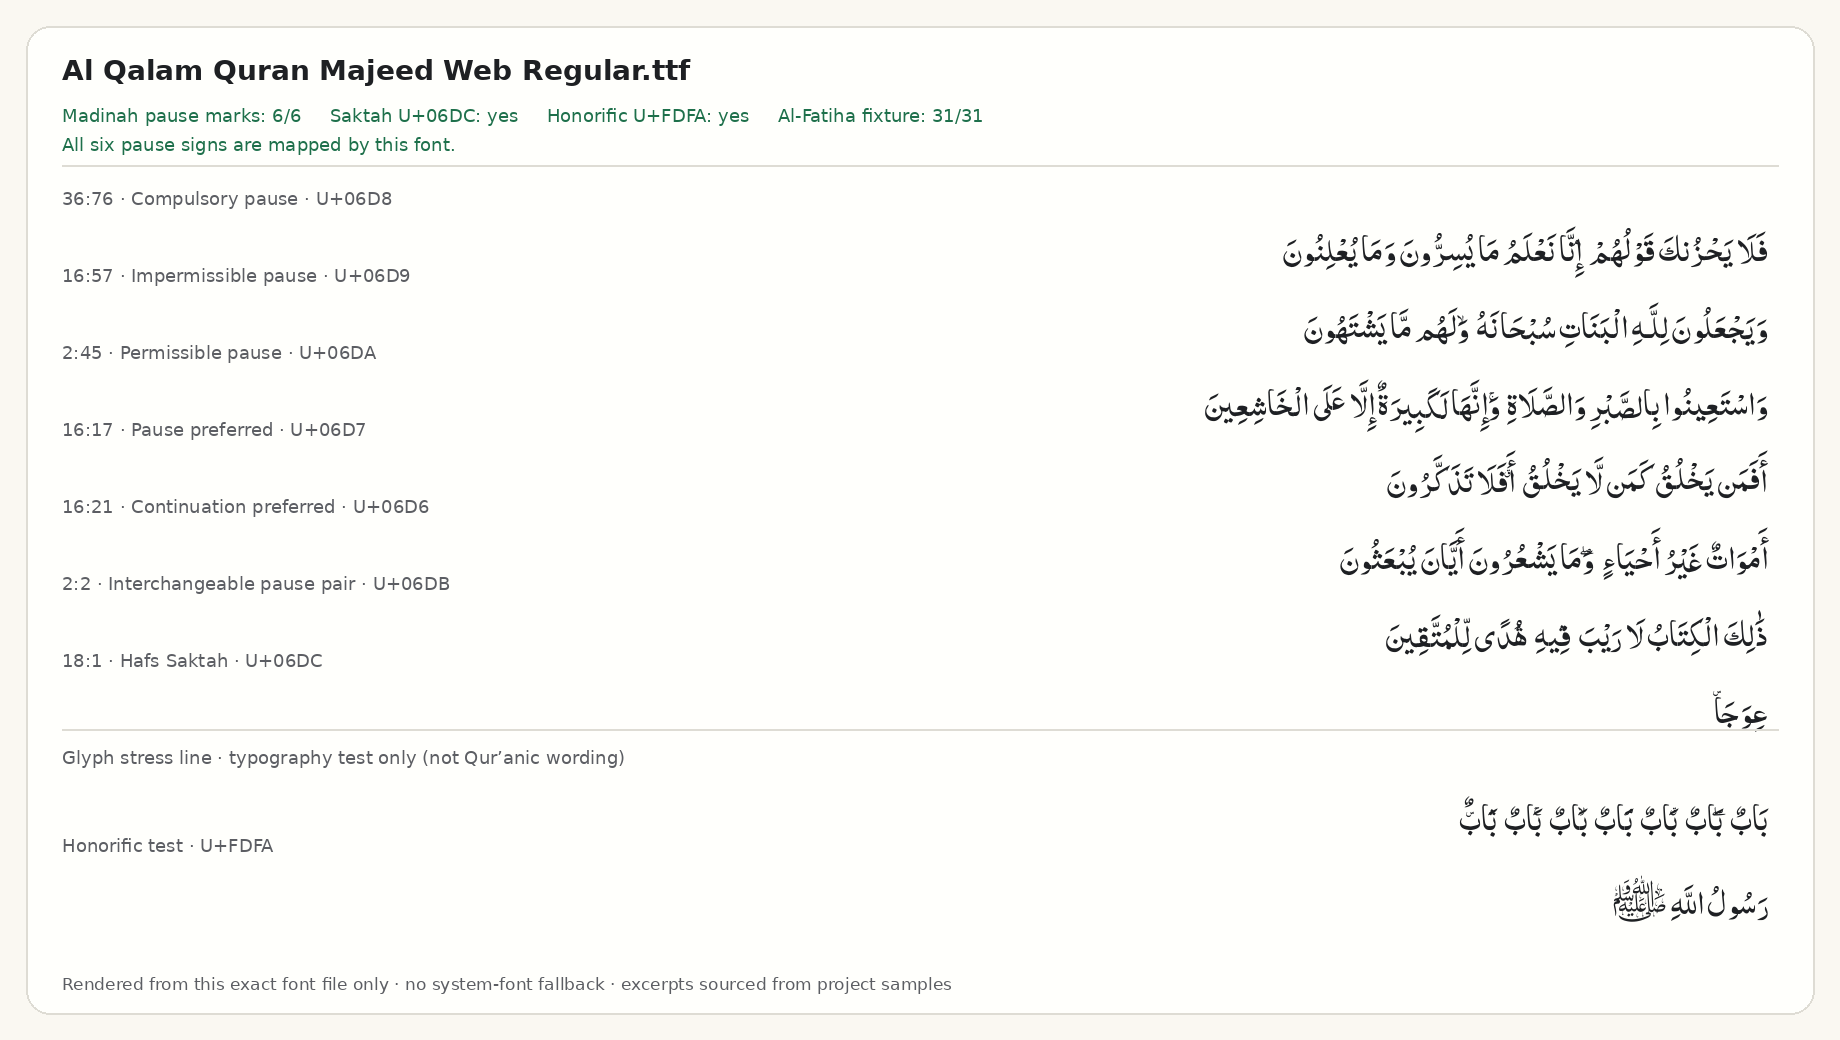 Al Qalam Quran Majeed Web Regular.ttf
Madinah pause marks: 6/6 Saktah U+06DC: yes Honorific U+FDFA: yes Al-Fatiha fixture: 31/31
All six pause signs are mapped by this font.
36:76 · Compulsory pause · U+06D8
فَلَا يَحْزُنكَ قَوْلُهُمْ ۘ إِنَّا نَعْلَمُ مَا يُسِرُّونَ وَمَا يُعْلِنُونَ
16:57 · Impermissible pause · U+06D9
وَيَجْعَلُونَ لِلَّهِ الْبَنَاتِ سُبْحَانَهُ ۙ وَلَهُم مَّا يَشْتَهُونَ
2:45 · Permissible pause · U+06DA
وَاسْتَعِينُوا بِالصَّبْرِ وَالصَّلَاةِ ۚ وَإِنَّهَا لَكَبِيرَةٌ إِلَّا عَلَى الْخَاشِعِينَ
16:17 · Pause preferred · U+06D7
أَفَمَن يَخْلُقُ كَمَن لَّا يَخْلُقُ ۗ أَفَلَا تَذَكَّرُونَ
16:21 · Continuation preferred · U+06D6
أَمْوَاتٌ غَيْرُ أَحْيَاءٍ ۖ وَمَا يَشْعُرُونَ أَيَّانَ يُبْعَثُونَ
2:2 · Interchangeable pause pair · U+06DB
ذَٰلِكَ الْكِتَابُ لَا رَيْبَ ۛ فِيهِ ۛ هُدًى لِّلْمُتَّقِينَ
18:1 · Hafs Saktah · U+06DC
عِوَجَاۜ
Glyph stress line · typography test only (not Qur’anic wording)
بَابٌ ۖ بَابٌ ۗ بَابٌ ۘ بَابٌ ۙ بَابٌ ۚ بَابٌ ۛ بَابٌۜ
Honorific test · U+FDFA
رَسُولُ اللَّهِ ﷺ
Rendered from this exact font file only · no system-font fallback · excerpts sourced from project samples